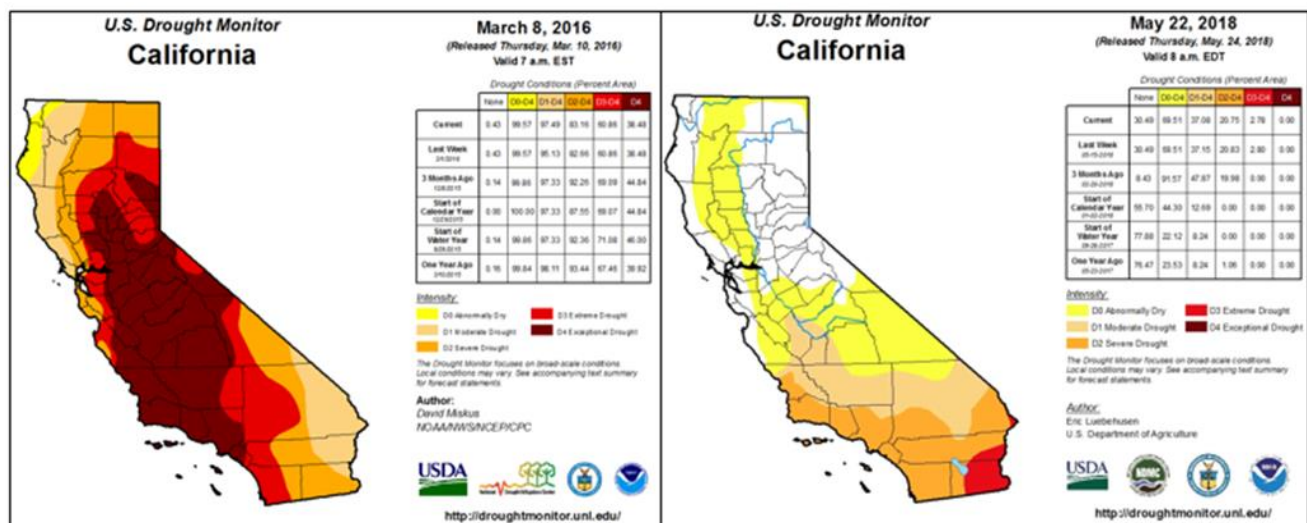 U.S. Drought Monitor
California
March 8, 2016
(Released Thursday, Mar. 10, 2016)
Valid 7 a.m. EST
Drought Conditions (Percent Area)
None D0-D4 D1-D4 D2-D4 D3-D4 D4
Current 0.43 99.57 97.49 83.16 60.86 38.48
Last Week 0.43 99.57 95.13 82.66 60.86 38.48
3 Months Ago 0.14 99.86 97.33 92.26 69.09 44.84
Start of
Calendar Year 0.00 100.00 97.33 87.55 69.07 44.84
Start of
Water Year 0.14 99.86 97.33 92.36 71.08 46.00
One Year Ago 0.16 99.84 98.11 93.44 67.46 39.92
Intensity:
D0 Abnormally Dry
D1 Moderate Drought
D2 Severe Drought
D3 Extreme Drought
D4 Exceptional Drought
The Drought Monitor focuses on broad-scale conditions.
Local conditions may vary. See accompanying text summary
for forecast statements.
Author:
David Miskus
NOAA/NWS/NCEP/CPC
USDA
National Drought Mitigation Center
http://droughtmonitor.unl.edu/
U.S. Drought Monitor
California
May 22, 2018
(Released Thursday, May. 24, 2018)
Valid 8 a.m. EDT
Drought Conditions (Percent Area)
None D0-D4 D1-D4 D2-D4 D3-D4 D4
Current 30.49 69.51 37.08 20.75 2.78 0.00
Last Week 30.49 69.51 37.15 20.83 2.80 0.00
3 Months Ago 8.43 91.57 47.87 19.98 0.00 0.00
Start of
Calendar Year 55.70 44.30 12.69 0.00 0.00 0.00
Start of
Water Year 77.88 22.12 8.24 0.00 0.00 0.00
One Year Ago 76.47 23.53 8.24 1.06 0.00 0.00
Intensity:
D0 Abnormally Dry
D1 Moderate Drought
D2 Severe Drought
D3 Extreme Drought
D4 Exceptional Drought
The Drought Monitor focuses on broad-scale conditions.
Local conditions may vary. See accompanying text summary
for forecast statements.
Author:
Eric Luebehusen
U.S. Department of Agriculture
USDA
NDMC
http://droughtmonitor.unl.edu/